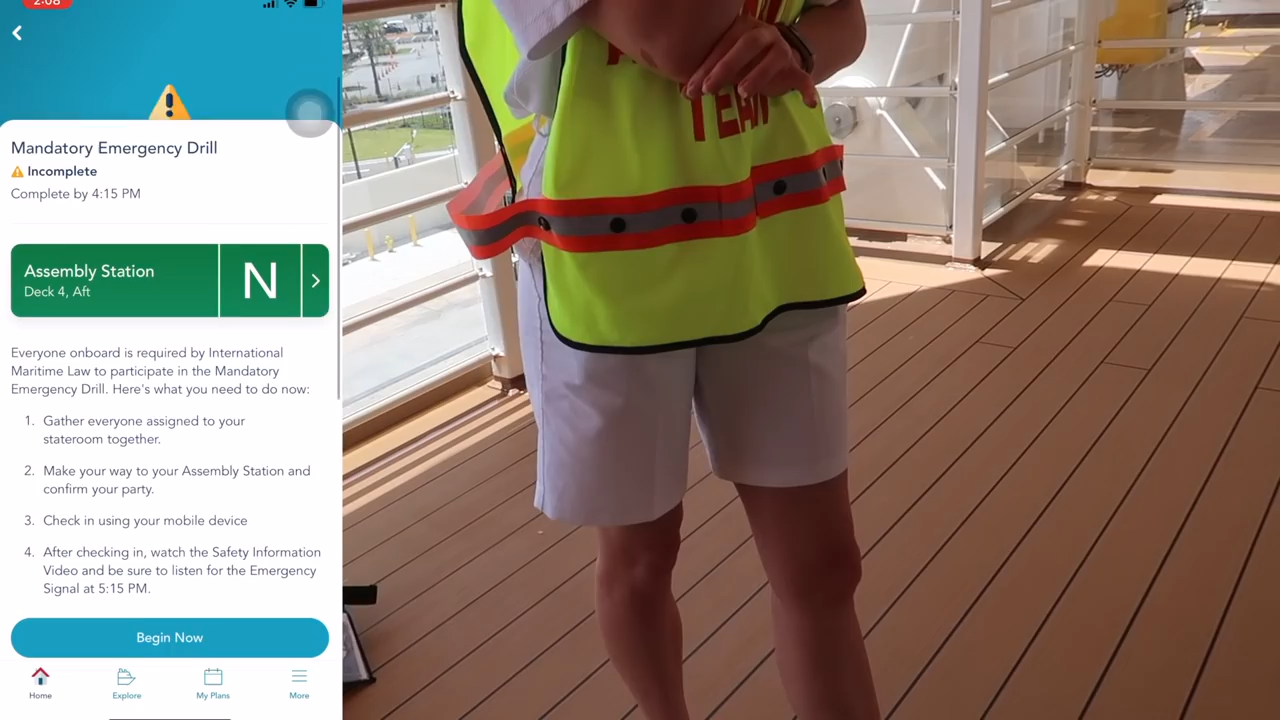 2:08
Mandatory Emergency Drill
Incomplete
Complete by 4:15 PM
Assembly Station
Deck 4, Aft
N
Everyone onboard is required by International
Maritime Law to participate in the Mandatory
Emergency Drill. Here's what you need to do now:
1. Gather everyone assigned to your
stateroom together.
2. Make your way to your Assembly Station and
confirm your party.
3. Check in using your mobile device
4. After checking in, watch the Safety Information
Video and be sure to listen for the Emergency
Signal at 5:15 PM.
Begin Now
Home
Explore
My Plans
More
TEAM